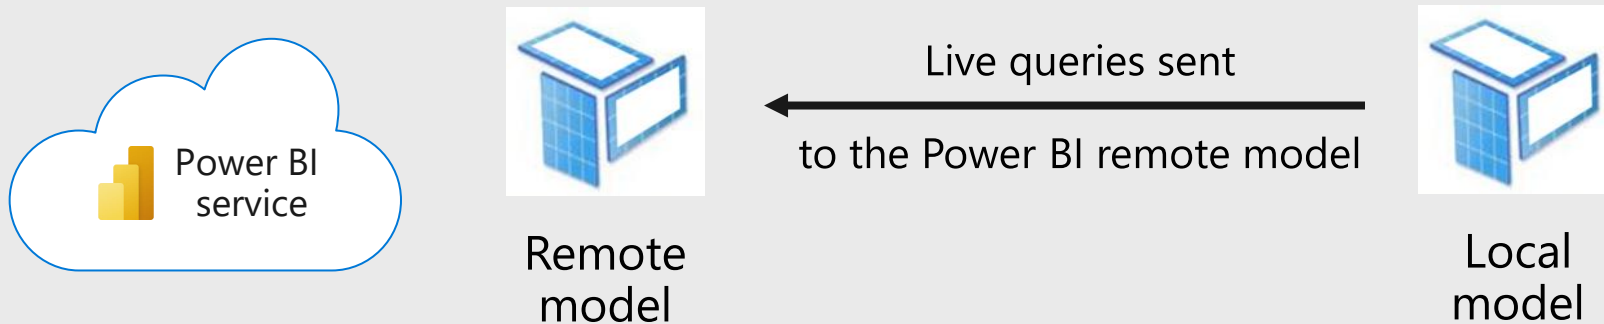 Power BI
service
Remote
model
Live queries sent
to the Power BI remote model
Local
model